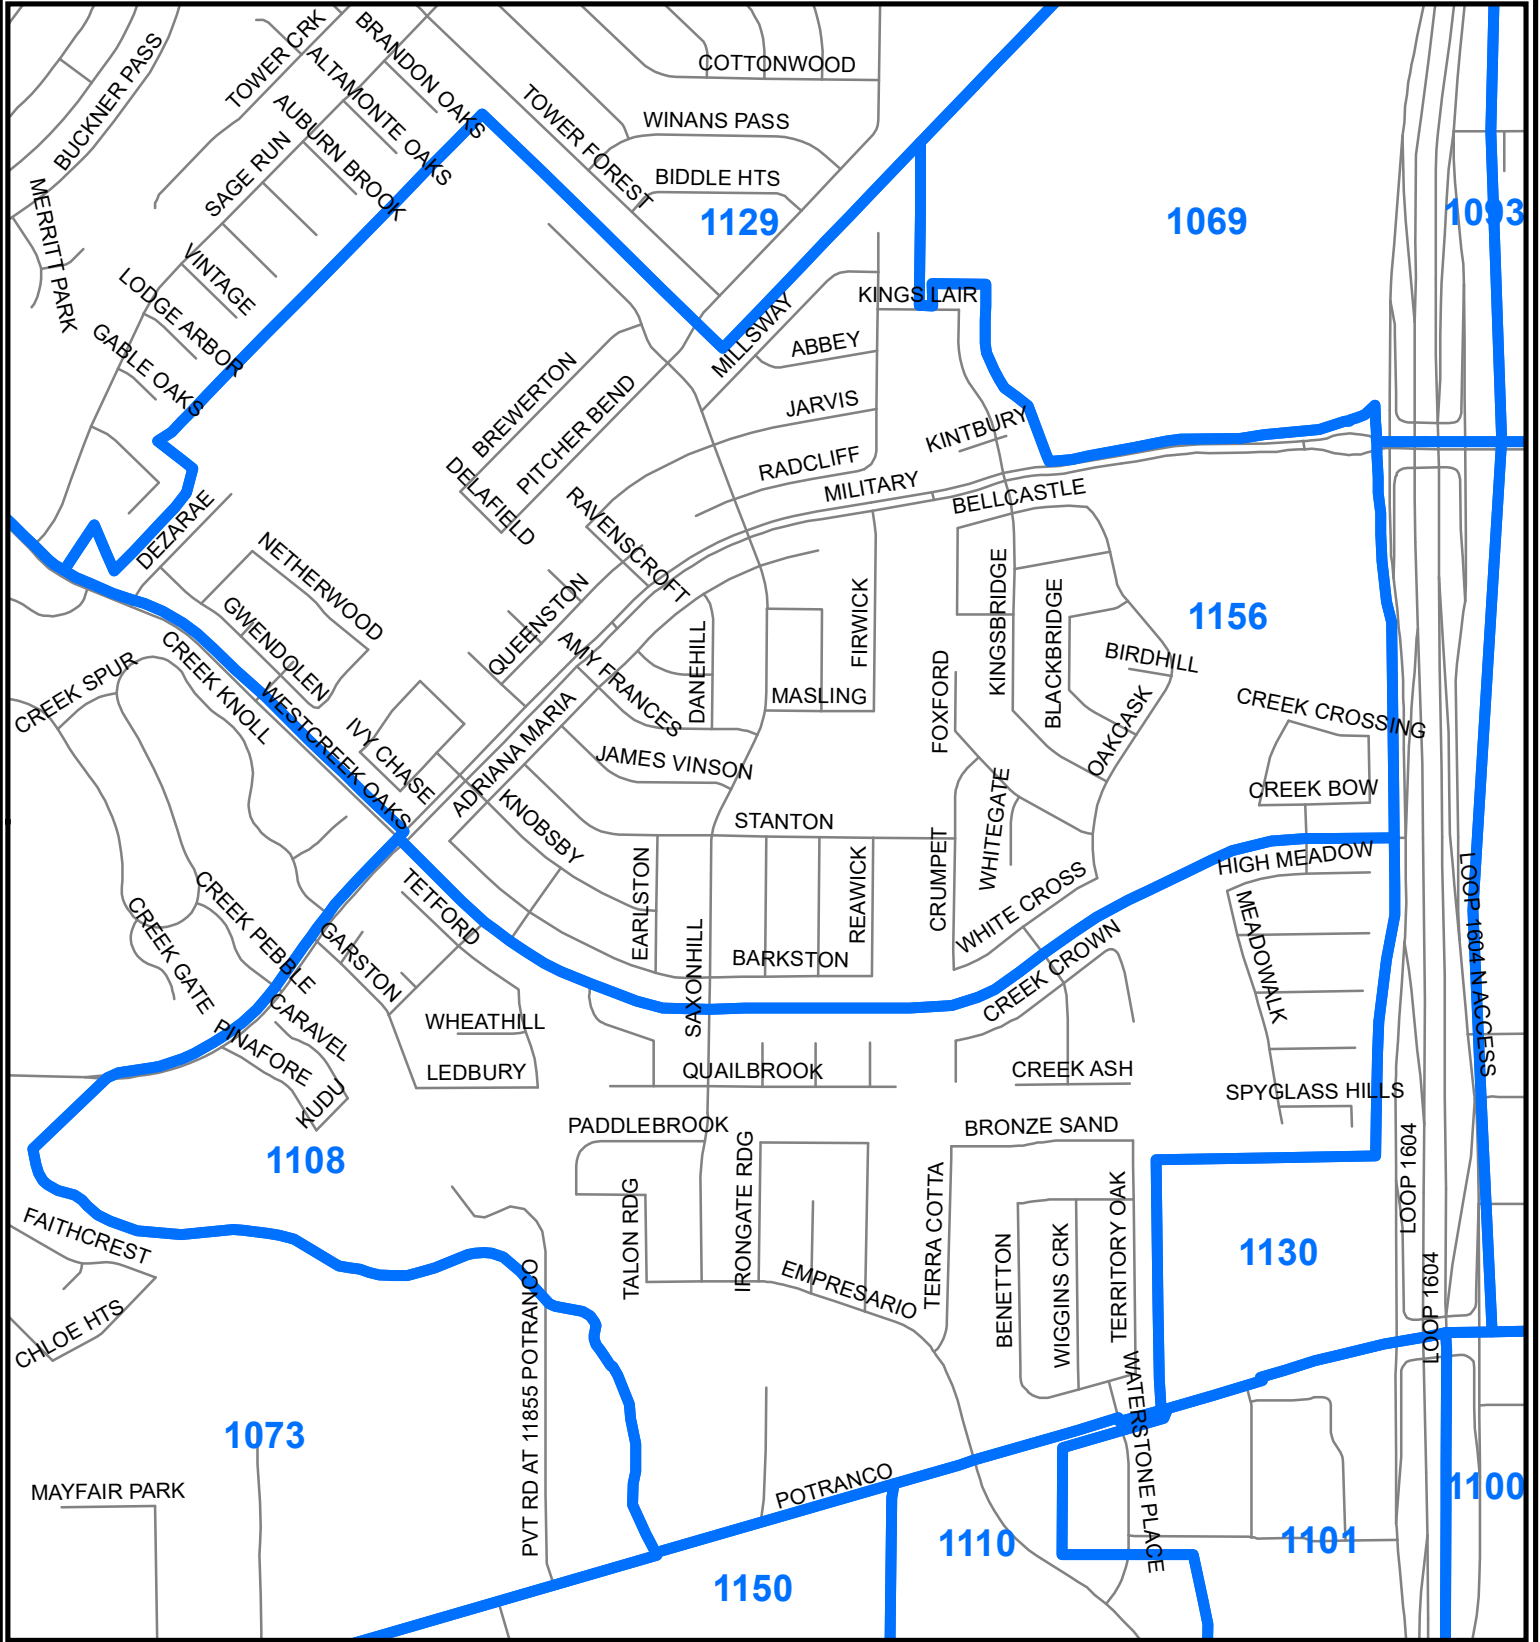 BUCKNER PASS
TOWER CRK
BRANDON OAKS
ALTAMONTE OAKS
AUBURN BROOK
SAGE RUN
COTTONWOOD
WINANS PASS
TOWER FOREST
BIDDLE HTS
1129
1069
1093
MERRITT PARK
VINTAGE
LODGE ARBOR
GABLE OAKS
KINGS LAIR
MILLSWAY
ABBEY
JARVIS
KINTBURY
RADCLIFF
MILITARY
BELLCASTLE
BREWERTON
PITCHER BEND
DELAFIELD
RAVENSCROFT
DEZARAE
NETHERWOOD
GWENDOLEN
QUEENSTON
AMY FRANCES
DANEHILL
FIRWICK
MASLING
KINGSBRIDGE
BLACKBRIDGE
1156
BIRDHILL
FOXFORD
OAKCASK
CREEK SPUR
CREEK KNOLL
WESTCREEK OAKS
IVY CHASE
ADRIANA MARIA
JAMES VINSON
KNOBSBY
STANTON
CREEK CROSSING
CREEK BOW
HIGH MEADOW
WHITEGATE
CRUMPET
WHITE CROSS
EARLSTON
REAWICK
SAXONHILL
BARKSTON
TETFORD
CREEK PEBBLE
CREEK GATE
GARSTON
CARAVEL
PINAFORE
KUDU
WHEATHILL
LEDBURY
CREEK CROWN
MEADOWALK
LOOP 1604 N ACCESS
QUAILBROOK
CREEK ASH
SPYGLASS HILLS
PADDLEBROOK
BRONZE SAND
1108
TALON RDG
IRONGATE RDG
TERRA COTTA
TERRITORY OAK
BENETTON
WIGGINS CRK
LOOP 1604
LOOP 1604
1130
FAITHCREST
CHLOE HTS
EMPRESARIO
PVT RD AT 11855 POTRANCO
WATERSTONE PLACE
1073
MAYFAIR PARK
POTRANCO
1100
1110
1101
1150